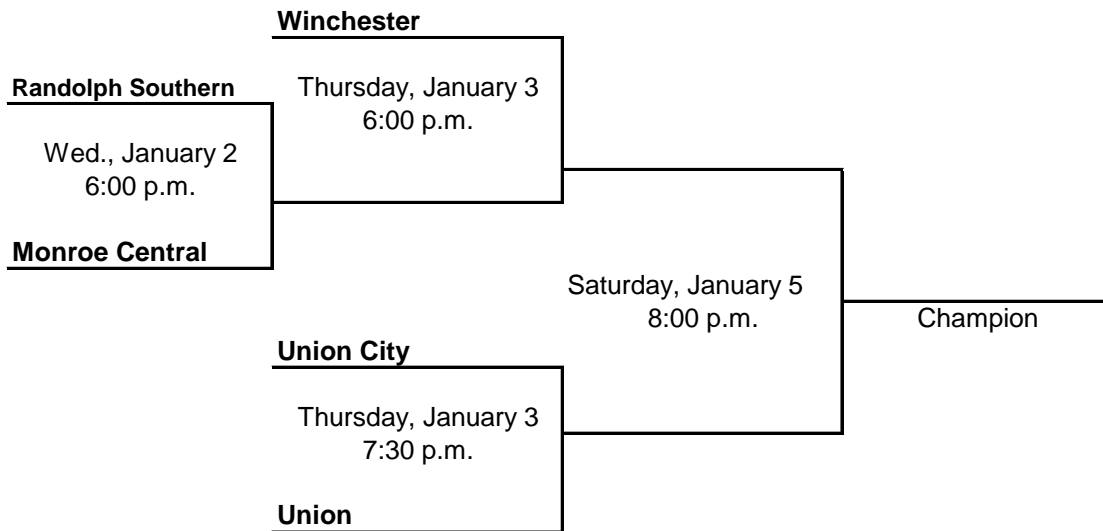 Winchester
Thursday, January 3
6:00 p.m.
Randolph Southern
Wed., January 2
6:00 p.m.
Monroe Central
Saturday, January 5
8:00 p.m.
Champion
Union City
Thursday, January 3
7:30 p.m.
Union